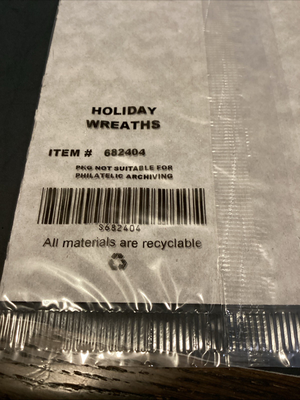 HOLIDAY
WREATHS
ITEM # 682404
PKG NOT SUITABLE FOR
PHILATELIC ARCHIVING
S682404
All materials are recyclable